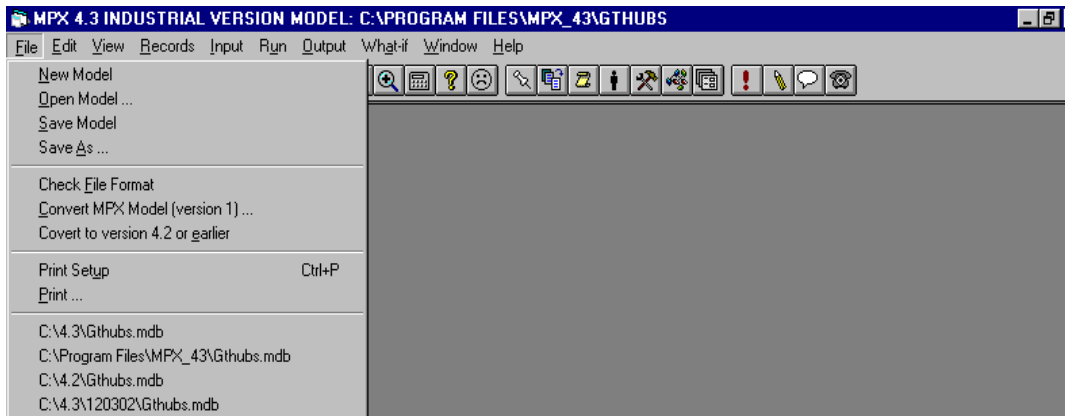 MPX 4.3 INDUSTRIAL VERSION MODEL: C:\PROGRAM FILES\MPX_43\GTHUBS
File Edit View Records Input Run Output What-if Window Help
New Model
Open Model ...
Save Model
Save As ...
Check File Format
Convert MPX Model (version 1) ...
Covert to version 4.2 or earlier
Print Setup Ctrl+P
Print ...
C:\4.3\Gthubs.mdb
C:\Program Files\MPX_43\Gthubs.mdb
C:\4.2\Gthubs.mdb
C:\4.3\120302\Gthubs.mdb